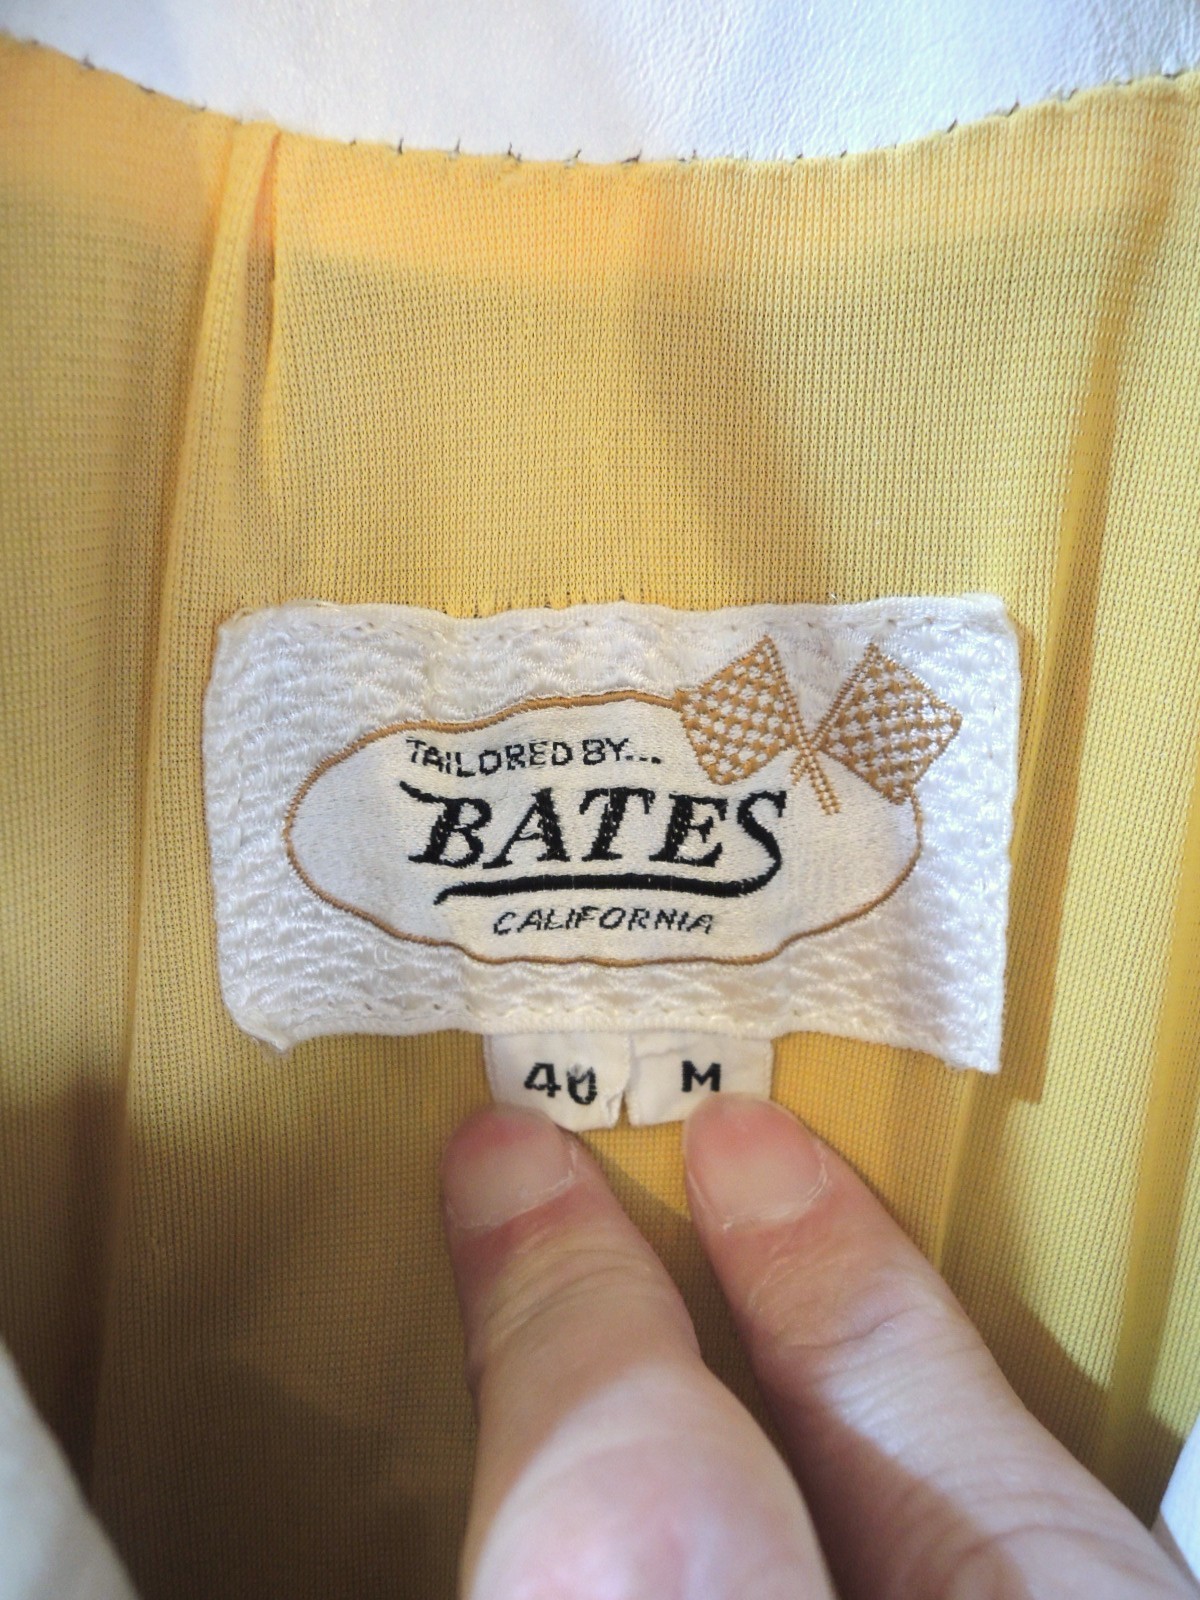 TAILORED BY...
BATES
CALIFORNIA
40 M